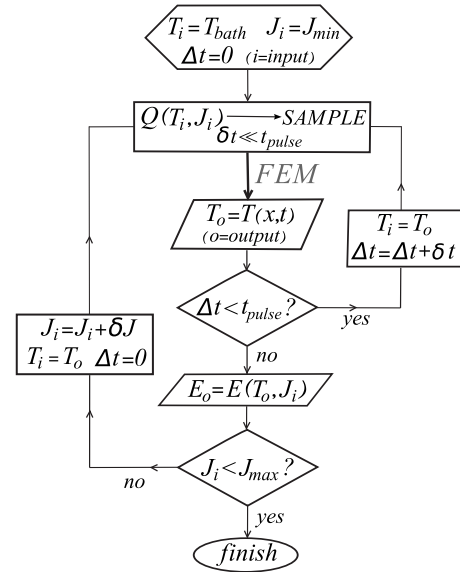 T_i=T_bath J_i=J_min
Δt=0 (i=input)
Q(T_i,J_i) → SAMPLE
δt≪t_pulse
FEM
T_o=T(x,t)
(o=output)
T_i=T_o
Δt=Δt+δt
Δt<t_pulse?
yes
no
J_i=J_i+δJ
T_i=T_o Δt=0
E_o=E(T_o,J_i)
J_i<J_max?
no
yes
finish